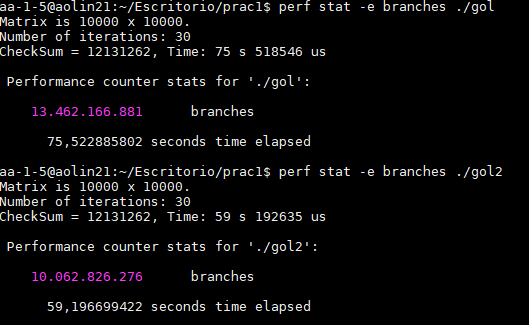 aa-1-5@aolin21:~/Escritorio/prac1$ perf stat -e branches ./gol
Matrix is 10000 x 10000.
Number of iterations: 30
CheckSum = 12131262, Time: 75 s 518546 us
Performance counter stats for './gol':
13.462.166.881 branches
75,522885802 seconds time elapsed
aa-1-5@aolin21:~/Escritorio/prac1$ perf stat -e branches ./gol2
Matrix is 10000 x 10000.
Number of iterations: 30
CheckSum = 12131262, Time: 59 s 192635 us
Performance counter stats for './gol2':
10.062.826.276 branches
59,196699422 seconds time elapsed